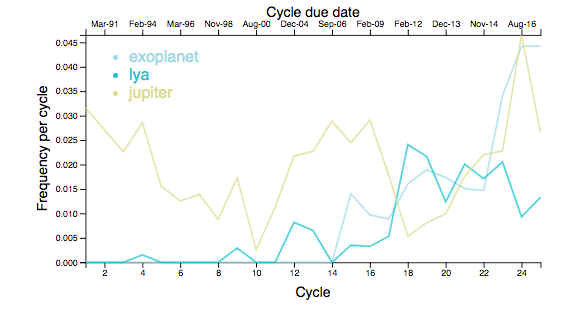 Cycle due date
Mar-91 Feb-94 Mar-96 Nov-98 Aug-00 Dec-04 Sep-06 Feb-09 Feb-12 Dec-13 Nov-14 Aug-16
0.045
0.040
0.035
0.030
0.025
0.020
0.015
0.010
0.005
0.000
Frequency per cycle
exoplanet
lya
jupiter
2 4 6 8 10 12 14 16 18 20 22 24
Cycle